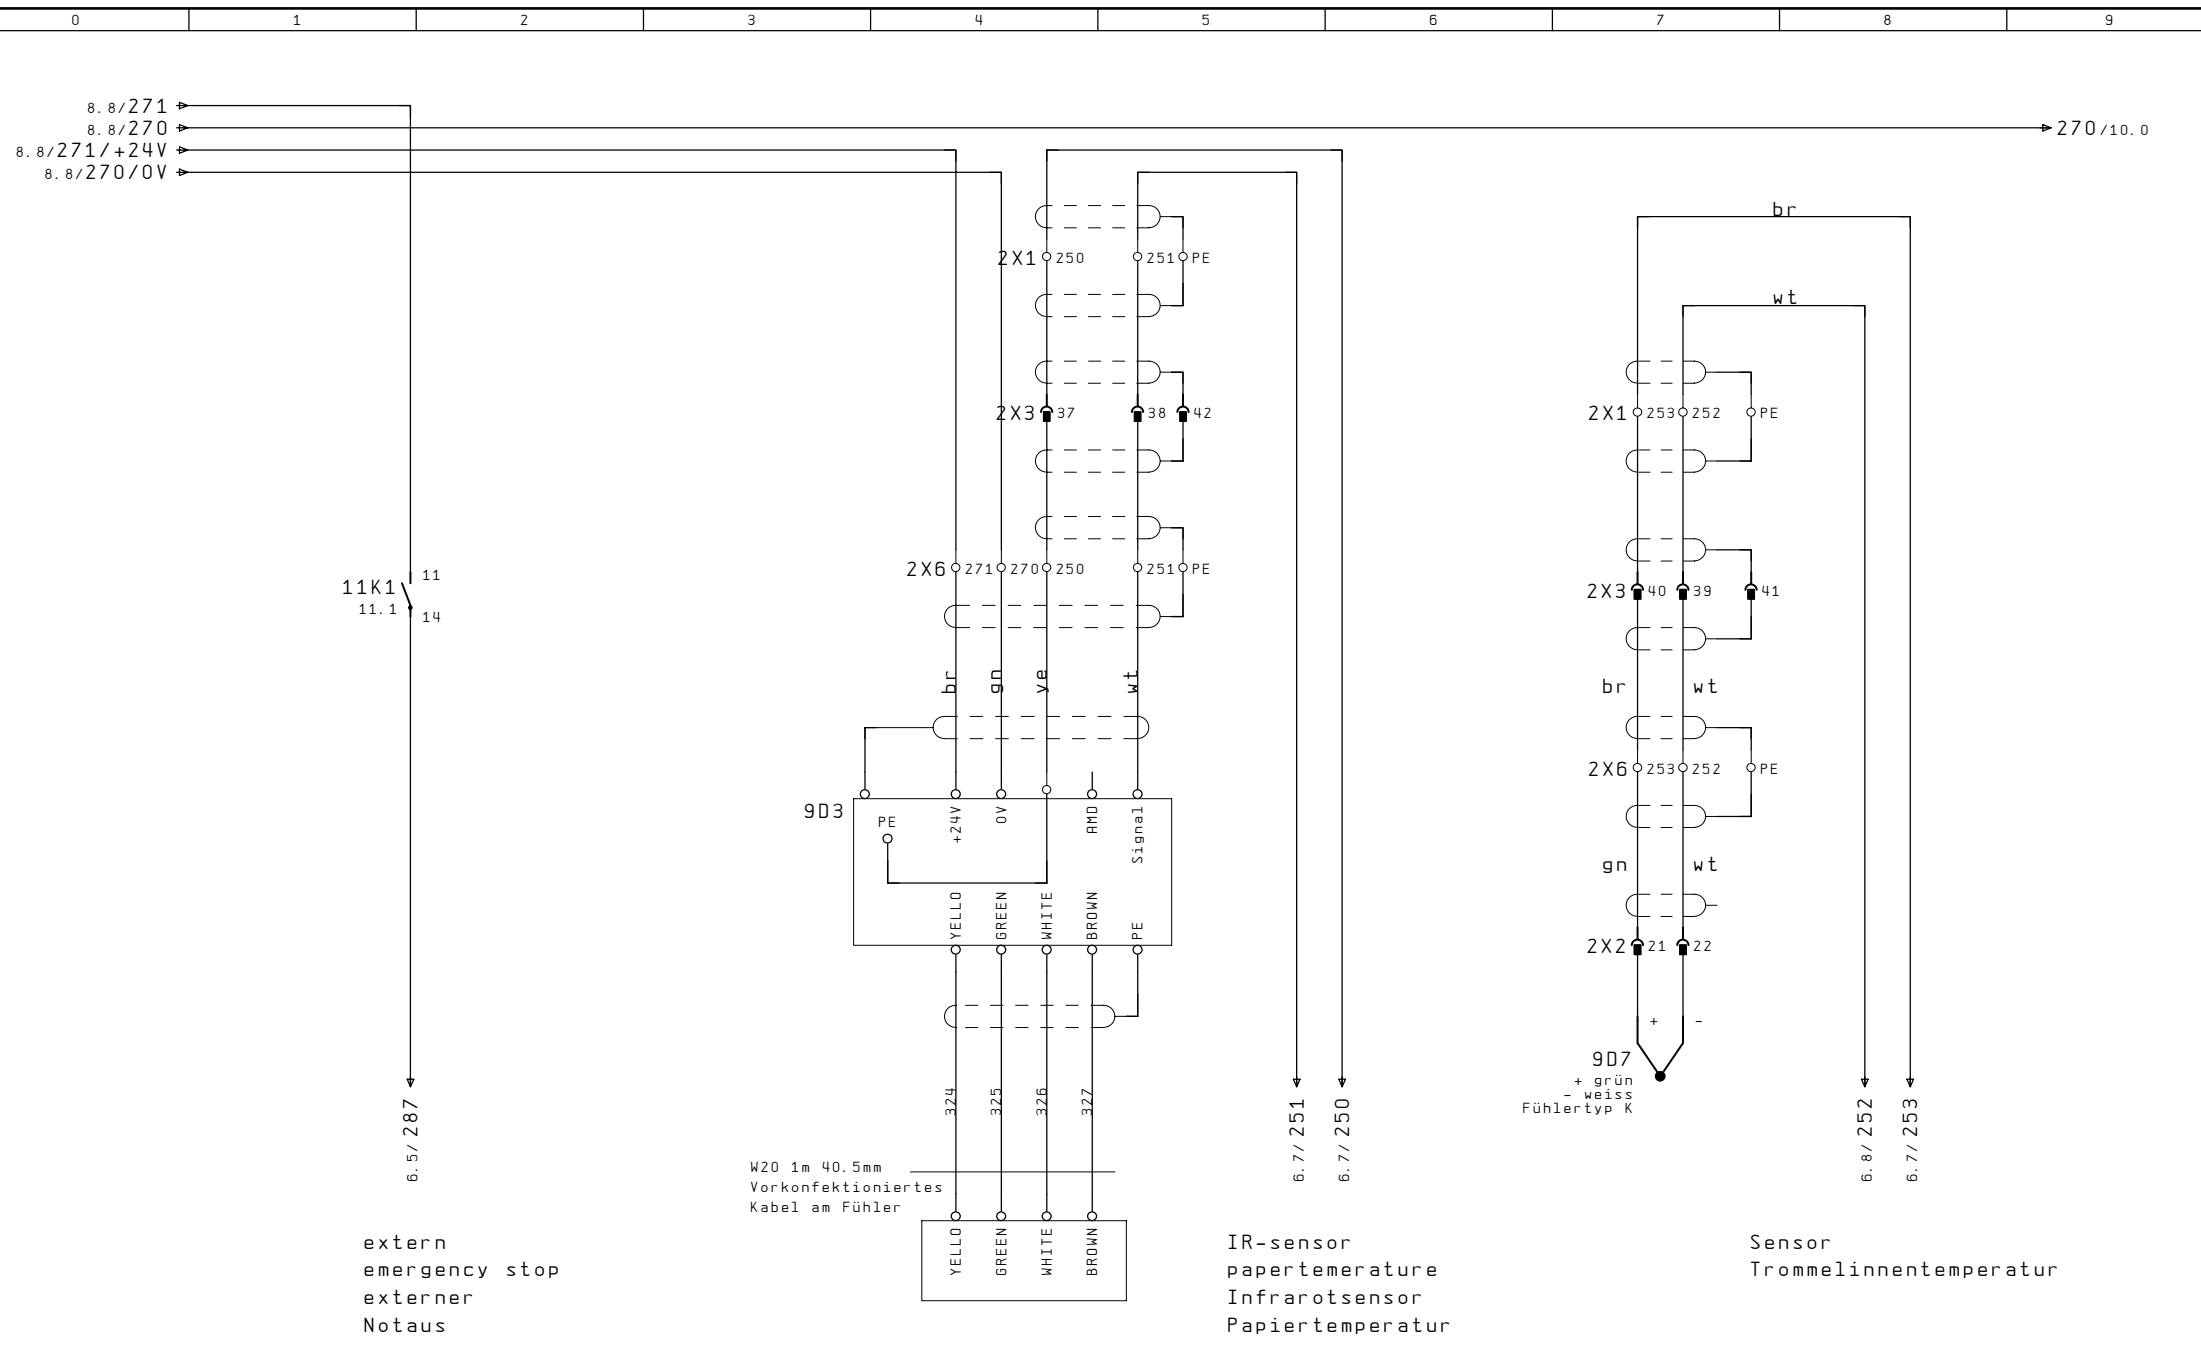 0 1 2 3 4 5 6 7 8 9
8.8/271
8.8/270
270/10.0
8.8/271/+24V
8.8/270/0V
br
2X1 250 251 PE
wt
2X3 37 38 42
2X1 253 252 PE
2X6 271 270 250 251 PE
11K1 11
11.1 14
2X3 40 39 41
br gn ye wt
br wt
2X6 253 252 PE
9D3
PE +24V 0V AMD Signal
gn wt
YELLO GREEN WHITE BROWN PE
2X2 21 22
+ -
9D7
+ grün
- weiss
Fühlertyp K
324 325 326 327
6.5/287
6.7/251
6.7/250
6.8/252
6.7/253
W20 1m 40.5mm
Vorkonfektioniertes
Kabel am Fühler
YELLO GREEN WHITE BROWN
extern
emergency stop
externer
Notaus
IR-sensor
papertemerature
Infrarotsensor
Papiertemperatur
Sensor
Trommelinnentemperatur